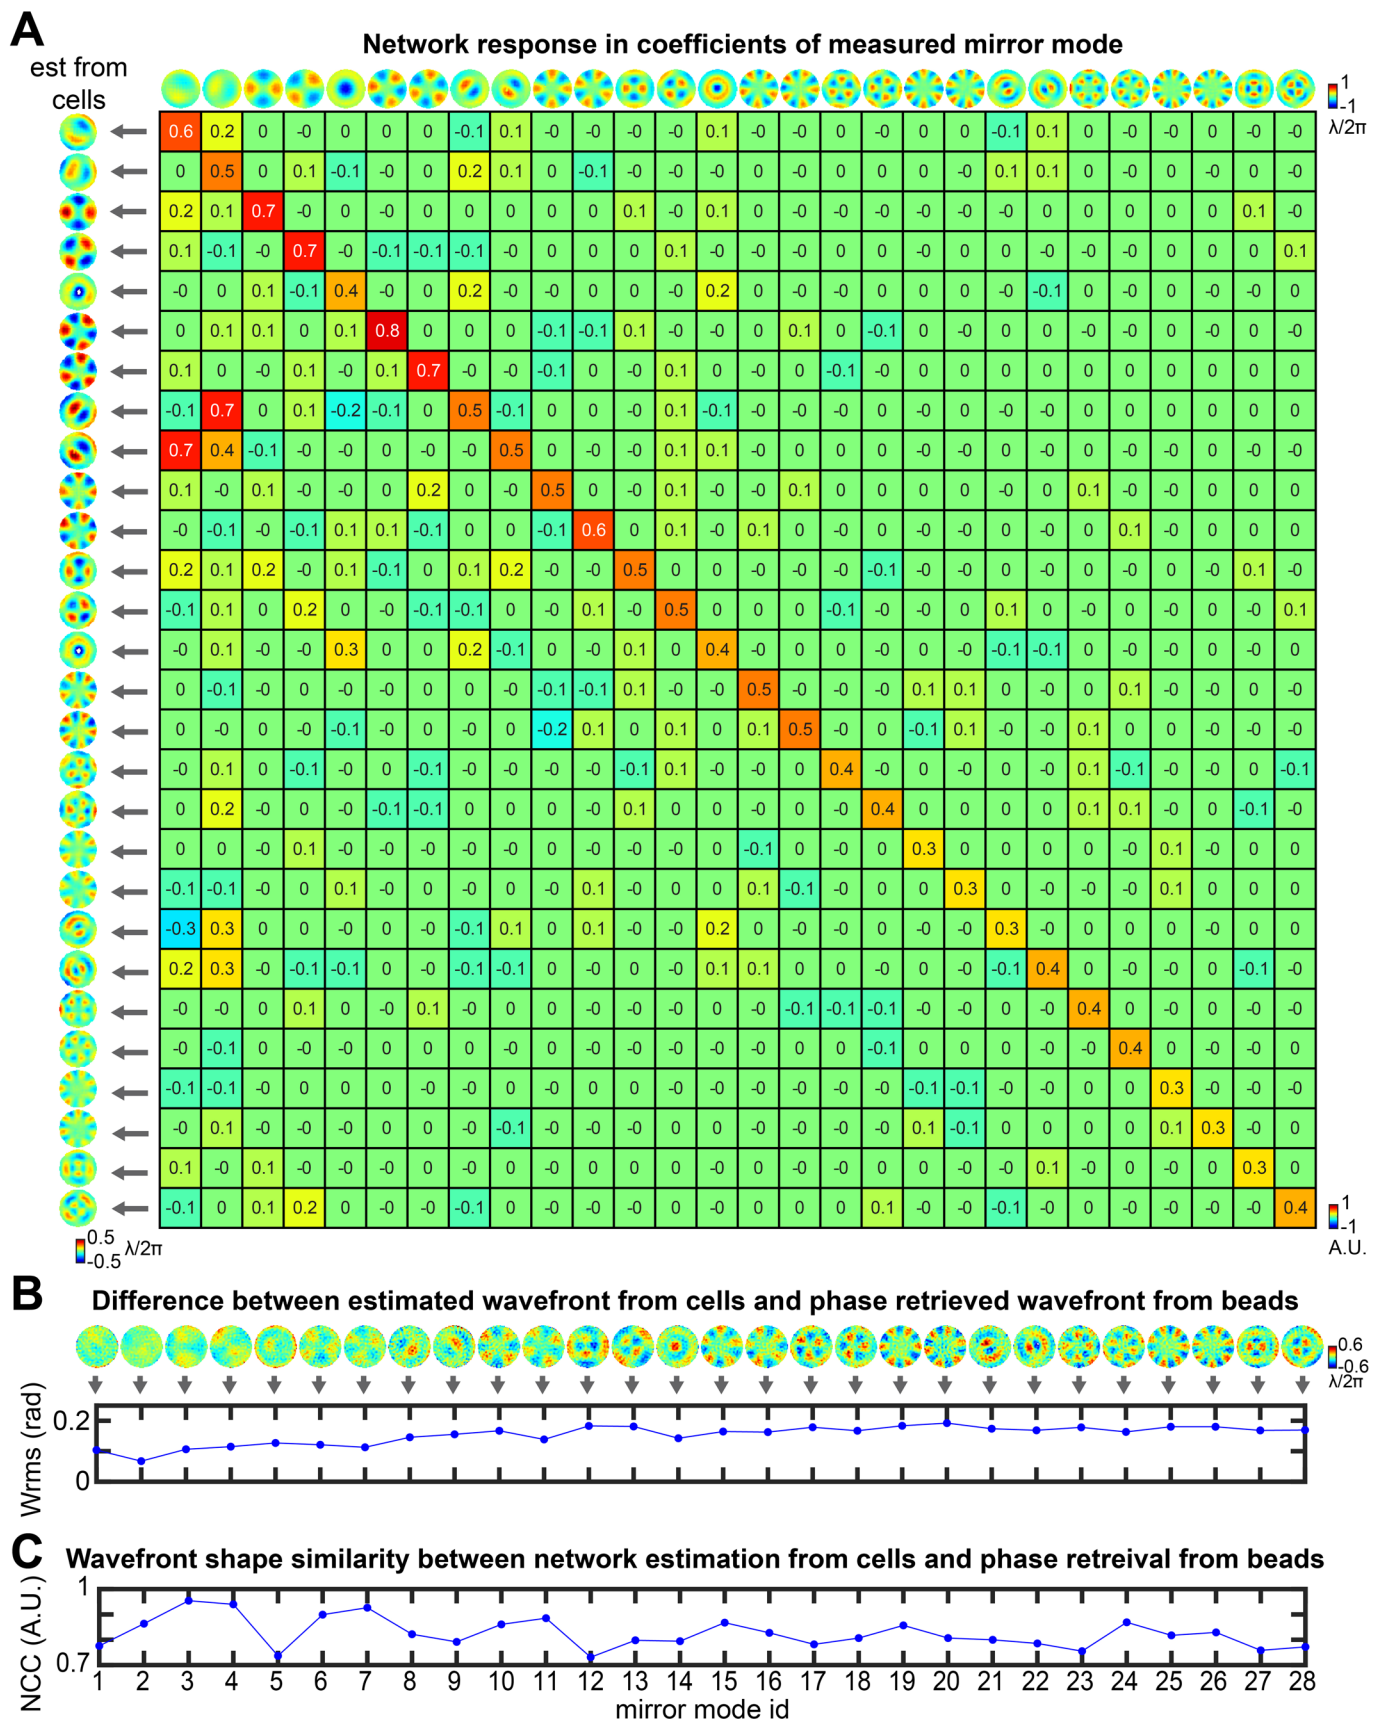 A
Network response in coefficients of measured mirror mode
est from
cells
1
-1
λ/2π
0.6 0.2 0 -0 0 0 0 -0.1 0.1 -0 -0 -0 -0 0.1 -0 -0 -0 -0 -0 0 -0.1 0.1 0 -0 0 0 -0 -0
0 0.5 0 0.1 -0.1 -0 0 0.2 0.1 0 -0.1 -0 -0 -0 0 0 0 0 0 -0 0.1 0.1 0 0 -0 0 -0 -0
0.2 0.1 0.7 -0 0 -0 0 -0 0 0 0 0.1 -0 0.1 -0 0 -0 -0 -0 -0 -0 0 0 0 -0 0 0.1 -0
0.1 -0.1 -0 0.7 -0 -0.1 -0.1 -0.1 -0 0 0 0 0.1 -0 -0 0 0 -0 0 0 0 -0 -0 -0 0 0 0 0.1
-0 0 0.1 -0.1 0.4 -0 0 0.2 -0 -0 0 0 -0 0.2 -0 0 -0 0 0 -0 0 -0.1 0 -0 0 -0 -0 0
0 0.1 0.1 0 0.1 0.8 0 0 0 -0.1 -0.1 0.1 -0 -0 0 0.1 0 -0.1 0 -0 0 -0 0 0 0 0 -0 -0
0.1 0 -0 0.1 -0 0.1 0.7 -0 -0 -0.1 0 0 0.1 -0 0 0 -0.1 -0 0 0 0 0 0 0 0 0 0 0
-0.1 0.7 0 0.1 -0.2 -0.1 0 0.5 -0.1 0 0 -0 0.1 -0.1 0 -0 -0 0 -0 0 -0 -0 0 0 0 -0 -0 -0
0.7 0.4 -0.1 -0 0 -0 0 -0 0.5 0 -0 0 0.1 0.1 -0 0 -0 0 0 0 -0 0 0 -0 0 0 0 -0
0.1 -0 0.1 -0 -0 0 0.2 0 -0 0.5 0 -0 0.1 -0 -0 0.1 0 0 0 0 -0 0 0.1 -0 0 0 -0 0
-0 -0.1 -0 -0.1 0.1 0.1 -0.1 0 0 -0.1 0.6 0 0.1 -0 0.1 -0 0 -0 0 0 0 -0 -0 0.1 0 -0 0 0
0.2 0.1 0.2 -0 0.1 -0.1 0 0.1 0.2 -0 -0 0.5 0 0 0 0 -0 -0.1 -0 -0 -0 0 -0 0 -0 0 0.1 -0
-0.1 0.1 0 0.2 0 -0 -0.1 -0.1 0 -0 0.1 -0 0.5 0 0 0 -0.1 0 -0 0 0.1 0 -0 -0 0 0 -0 0.1
-0 0.1 -0 -0 0.3 0 0 0.2 -0.1 0 -0 0.1 0 0.4 -0 0 -0 -0 0 0 -0.1 -0.1 -0 0 0 -0 0 0
0 -0.1 -0 0 -0 0 0 0 -0 -0.1 -0.1 0.1 -0 -0 0.5 -0 -0 -0 0.1 0.1 0 -0 0 0.1 -0 0 0 -0
0 -0 -0 0 -0.1 -0 0 0 0 -0.2 0.1 0 0.1 0 0.1 0.5 -0 0 -0.1 0.1 -0 -0 0.1 0 0 -0 0 0
-0 0.1 0 -0.1 -0 0 -0.1 -0 0 -0 0 -0.1 0.1 -0 0 -0 0.4 -0 0 -0 0 -0 0.1 -0.1 -0 -0 0 -0.1
0 0.2 -0 -0 0 -0.1 -0.1 0 0 0 -0 0.1 -0 0 -0 -0 -0 0.4 0 0 0 -0 0.1 0.1 -0 0 -0.1 -0
0 0 -0 0.1 -0 -0 -0 -0 -0 0 -0 0 0 0 -0.1 0 -0 0 0.3 0 0 0 0 -0 0.1 -0 0 0
-0.1 -0.1 -0 0 0.1 0 -0 0 0 0 0.1 -0 -0 0 0.1 -0.1 -0 0 0 0.3 0 -0 -0 0 0.1 -0 0 0
-0.3 0.3 0 0 0 0 -0 -0.1 0.1 0 0.1 -0 0 0.2 0 -0 0 -0 0 -0 0.3 -0 0 0 -0 -0 0 0
0.2 0.3 -0 -0.1 -0.1 0 -0 -0.1 -0.1 0 -0 0 -0 0.1 0.1 0 0 -0 0 0 -0.1 0.4 0 -0 0 0 -0.1 -0
-0 -0 0 0.1 -0 -0 0.1 -0 0 0 0 -0 -0 0 0 -0.1 -0.1 -0.1 -0 0 0 -0 0.4 -0 0 0 -0 0
-0 -0.1 0 -0 0 0 0 0 -0 -0 -0 0 -0 0 -0 0 -0 -0.1 0 0 0 0 -0 0.4 0 -0 -0 0
-0.1 -0.1 -0 0 0 0 -0 0 0 -0 -0 0 0 -0 0 -0 0 0 -0.1 -0.1 -0 0 0 -0 0.3 -0 -0 0
-0 0.1 -0 0 -0 0 0 -0 -0.1 0 -0 -0 -0 0 0 -0 -0 0 0.1 -0.1 0 0 0 0 0.1 0.3 -0 0
0.1 -0 0.1 -0 -0 0 0 0 -0 0 0 -0 0 -0 0 -0 0 -0 0 -0 0 0.1 -0 -0 -0 0 0.3 0
-0.1 0 0.1 0.2 0 -0 -0 -0.1 0 -0 0 -0 -0 -0 0 0 -0 0.1 -0 0 -0.1 -0 0 0 -0 -0 -0 0.4
0.5
-0.5
λ/2π
1
-1
A.U.
B
Difference between estimated wavefront from cells and phase retrieved wavefront from beads
0.6
-0.6
λ/2π
Wrms (rad)
0.2
0
C
Wavefront shape similarity between network estimation from cells and phase retreival from beads
NCC (A.U.)
1
0.7
1 2 3 4 5 6 7 8 9 10 11 12 13 14 15 16 17 18 19 20 21 22 23 24 25 26 27 28
mirror mode id